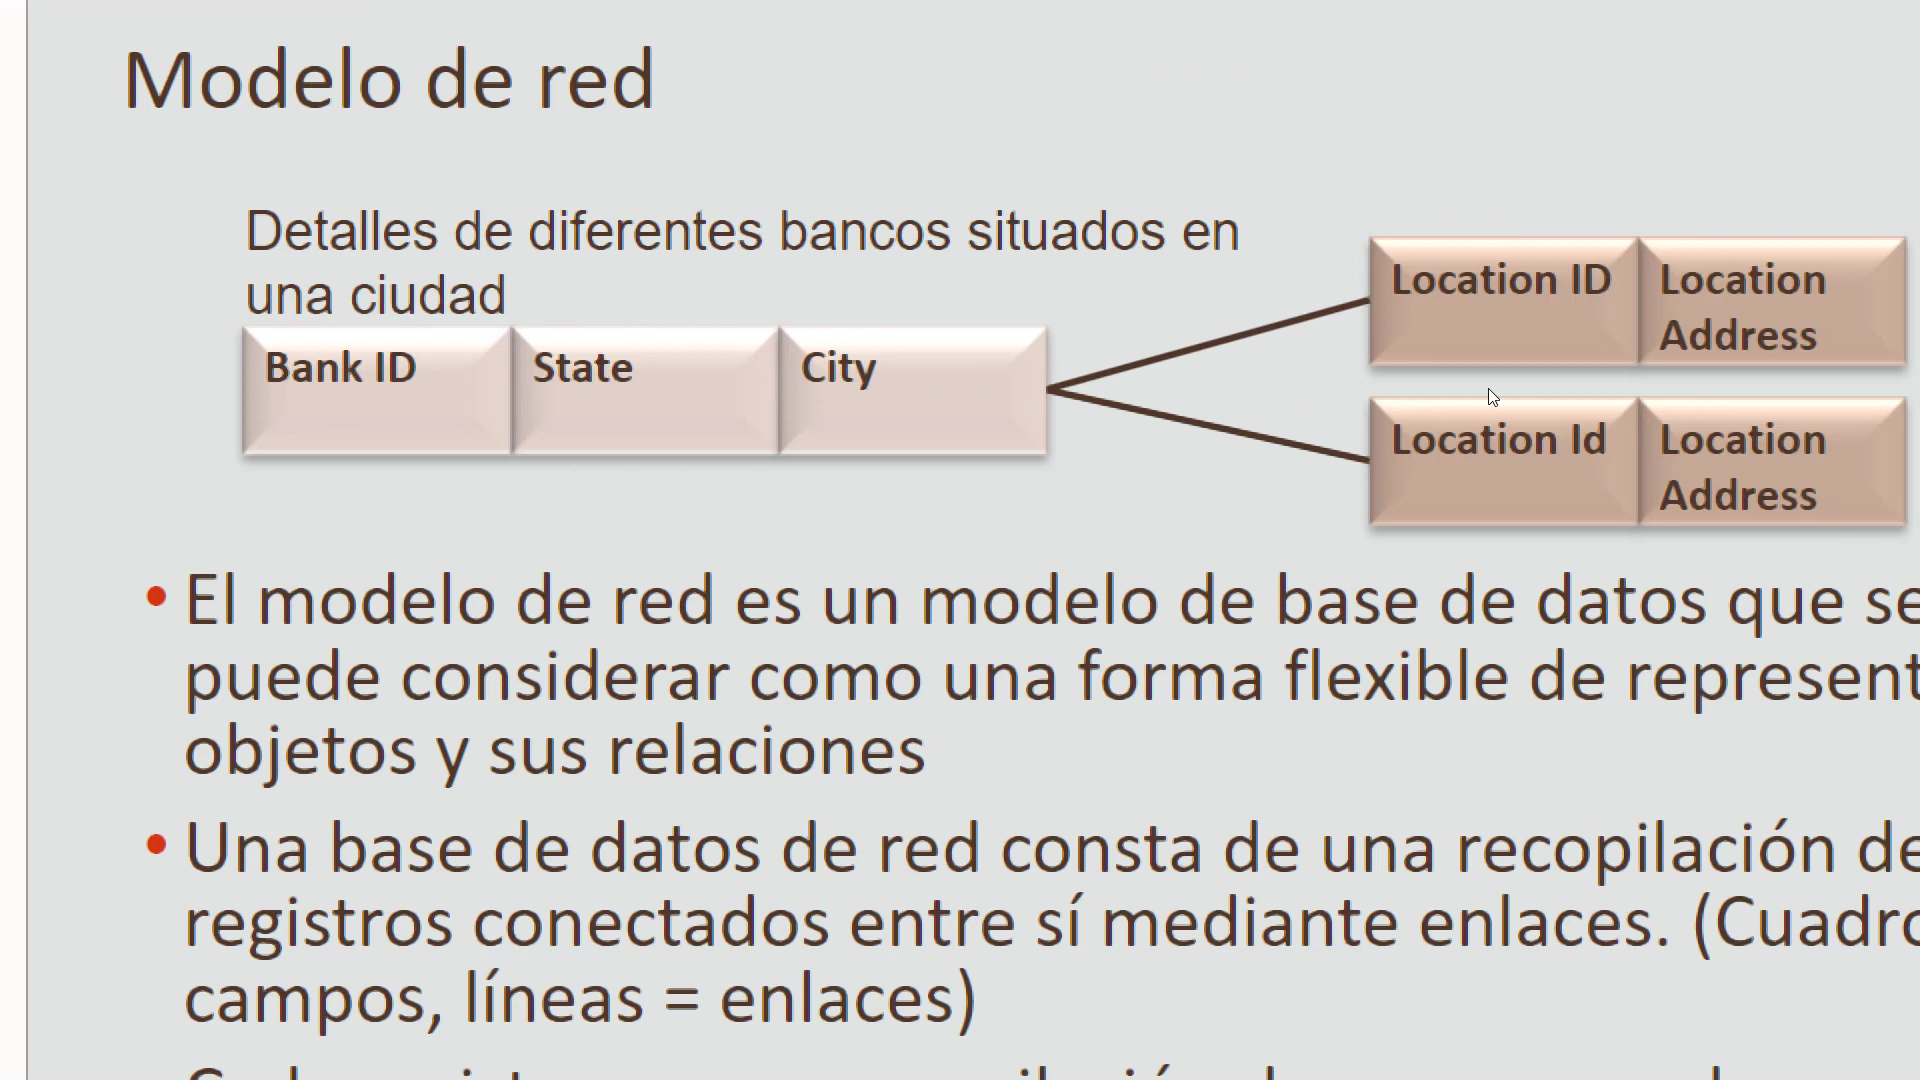 Modelo de red
Detalles de diferentes bancos situados en
una ciudad
Bank ID State City
Location ID Location
Address
Location Id Location
Address
• El modelo de red es un modelo de base de datos que se
puede considerar como una forma flexible de represent
objetos y sus relaciones
• Una base de datos de red consta de una recopilación de
registros conectados entre sí mediante enlaces. (Cuadro
campos, líneas = enlaces)